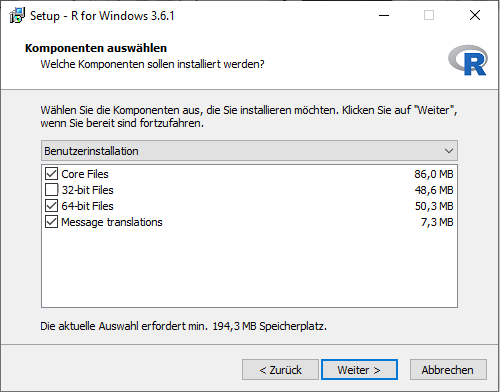 Setup - R for Windows 3.6.1
Komponenten auswählen
Welche Komponenten sollen installiert werden?
R
Wählen Sie die Komponenten aus, die Sie installieren möchten. Klicken Sie auf "Weiter",
wenn Sie bereit sind fortzufahren.
Benutzerinstallation
Core Files 86,0 MB
32-bit Files 48,6 MB
64-bit Files 50,3 MB
Message translations 7,3 MB
Die aktuelle Auswahl erfordert min. 194,3 MB Speicherplatz.
< Zurück Weiter > Abbrechen